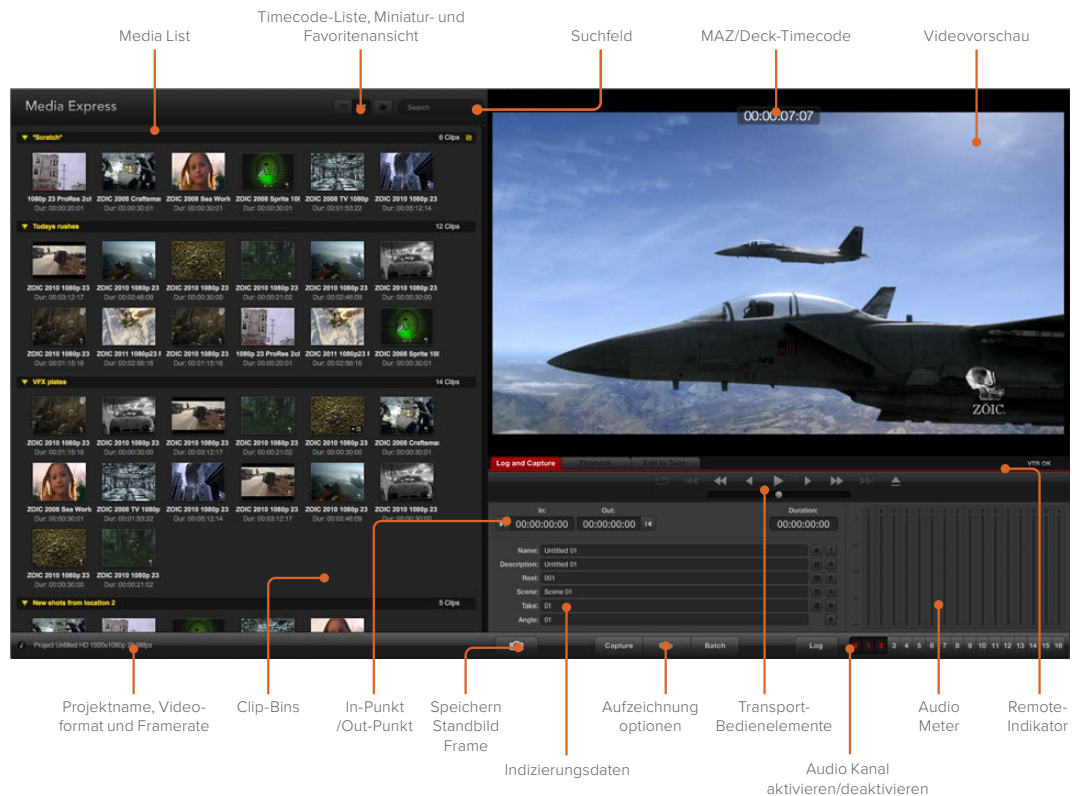 Timecode-Liste, Miniatur- und
Favoritenansicht
Media List
Suchfeld
MAZ/Deck-Timecode
Videovorschau
Media Express
Search
00:00:07:07
"Scratch"
6 Clips
1080p 23 ProRes 2cl ZOIC 2008 Craftsma ZOIC 2008 Sea Work ZOIC 2008 Sprite 108 ZOIC 2008 TV 1080p ZOIC 2010 1080p 23
Dur: 00:00:20:01 Dur: 00:00:30:01 Dur: 00:00:30:01 Dur: 00:00:30:01 Dur: 00:01:53:22 Dur: 00:05:12:14
Todays rushes
12 Clips
ZOIC 2010 1080p 23 ZOIC 2010 1080p 23 ZOIC 2010 1080p 23 ZOIC 2010 1080p 23 ZOIC 2010 1080p 23 ZOIC 2010 1080p 23
Dur: 00:03:12:17 Dur: 00:02:46:09 Dur: 00:00:30:00 Dur: 00:00:21:02 Dur: 00:02:46:09 Dur: 00:00:30:00
ZOIC 2010 1080p 23 ZOIC 2011 1080p23 F ZOIC 2010 1080p 23 1080p 23 ProRes 2cl ZOIC 2011 1080p23 F ZOIC 2008 Sprite 108
Dur: 00:01:15:16 Dur: 00:02:56:16 Dur: 00:01:15:16 Dur: 00:00:20:01 Dur: 00:02:56:16 Dur: 00:00:30:01
VFX plates
14 Clips
ZOIC 2010 1080p 23 ZOIC 2010 1080p 23 ZOIC 2010 1080p 23 ZOIC 2010 1080p 23 ZOIC 2010 1080p 23 ZOIC 2008 Craftsma
Dur: 00:01:15:16 Dur: 00:00:30:00 Dur: 00:03:12:17 Dur: 00:00:21:02 Dur: 00:00:30:00 Dur: 00:00:30:01
ZOIC 2008 Sea Work ZOIC 2008 TV 1080p ZOIC 2010 1080p 23 ZOIC 2010 1080p 23 ZOIC 2010 1080p 23 ZOIC 2010 1080p 23
Dur: 00:00:30:01 Dur: 00:01:53:22 Dur: 00:05:12:14 Dur: 00:03:12:17 Dur: 00:02:46:09 Dur: 00:00:30:00
ZOIC 2010 1080p 23 ZOIC 2010 1080p 23
Dur: 00:00:30:00 Dur: 00:00:21:02
New shots from location 2
5 Clips
Project Untitled HD 1920x1080p
ZOIC.
Log and Capture
Playback
Edit to Tape
VTR OK
In:
Out:
Duration:
00:00:00:00
00:00:00:00
00:00:00:00
Name: Untitled 01
Description: Untitled 01
Reel: 001
Scene: Scene 01
Take: 01
Angle: 01
Capture
Batch
Log
1 2 3 4 5 6 7 8 9 10 11 12 13 14 15 16
Projektname, Video-
format und Framerate
Clip-Bins
In-Punkt
/Out-Punkt
Speichern
Standbild
Frame
Indizierungsdaten
Aufzeichnung
optionen
Transport-
Bedienelemente
Audio Kanal
aktivieren/deaktivieren
Audio
Meter
Remote-
Indikator